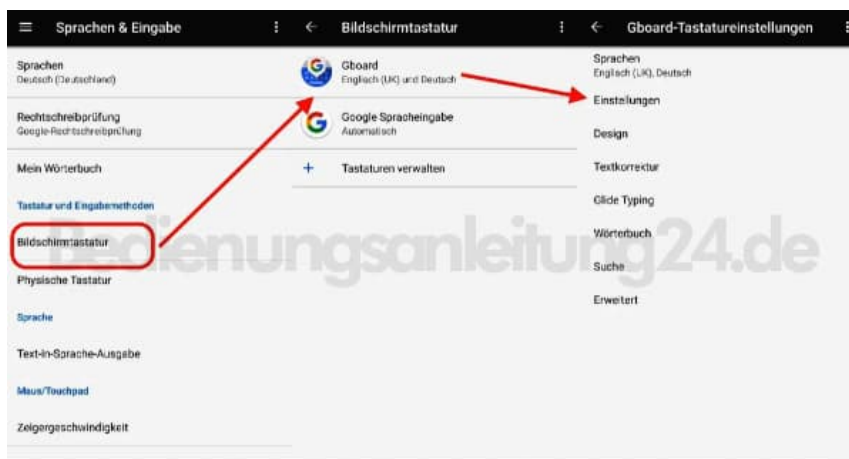 Sprachen & Eingabe
Sprachen
Deutsch (Deutschland)
Rechtschreibprüfung
Google-Rechtschreibprüfung
Mein Wörterbuch
Tastatur und Eingabemethoden
Bildschirmtastatur
Physische Tastatur
Sprache
Text-in-Sprache-Ausgabe
Maus/Touchpad
Zeigergeschwindigkeit
Bildschirmtastatur
Gboard
Englisch (UK) und Deutsch
Google Spracheingabe
Automatisch
Tastaturen verwalten
Gboard-Tastatureinstellungen
Sprachen
Englisch (UK), Deutsch
Einstellungen
Design
Textkorrektur
Glide Typing
Wörterbuch
Suche
Erweitert
Bedienungsanleitung24.de